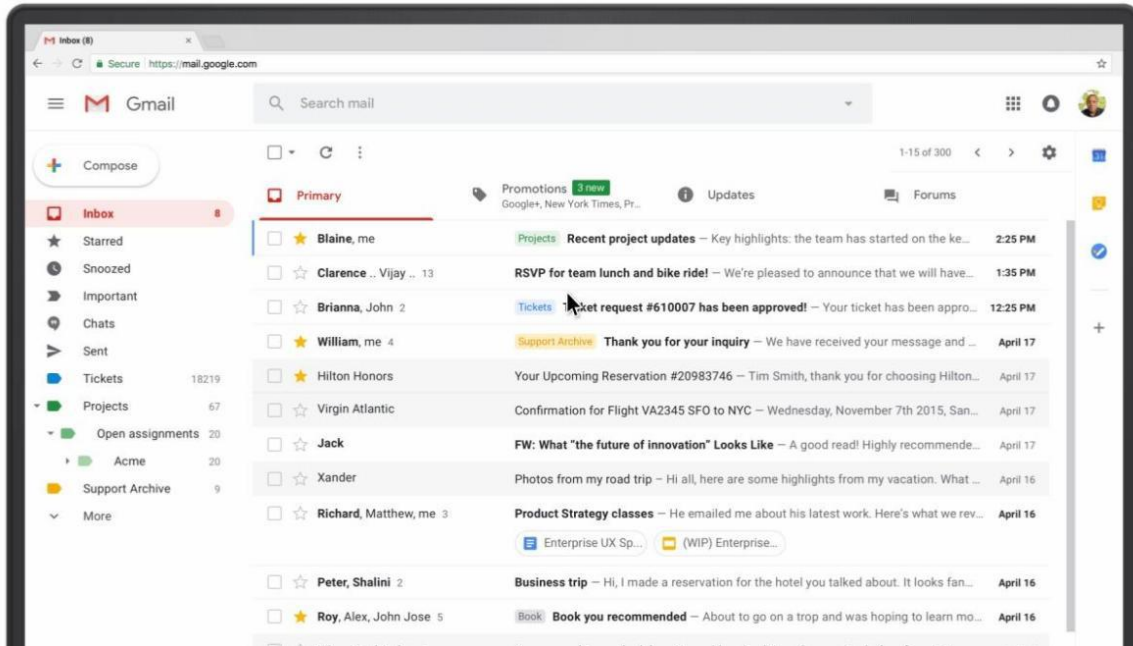 Inbox (8)
Secure https://mail.google.com
Gmail
Search mail
Compose
1-15 of 300
Primary
Promotions 3 new
Google+, New York Times, Pr...
Updates
Forums
Inbox 8
Starred
Snoozed
Important
Chats
Sent
Tickets 18219
Projects 67
Open assignments 20
Acme 20
Support Archive 9
More
Blaine, me Projects Recent project updates – Key highlights: the team has started on the ke... 2:25 PM
Clarence .. Vijay .. 13 RSVP for team lunch and bike ride! – We're pleased to announce that we will have... 1:35 PM
Brianna, John 2 Tickets request #610007 has been approved! – Your ticket has been appro... 12:25 PM
William, me 4 Support Archive Thank you for your inquiry – We have received your message and ... April 17
Hilton Honors Your Upcoming Reservation #20983746 – Tim Smith, thank you for choosing Hilton... April 17
Virgin Atlantic Confirmation for Flight VA2345 SFO to NYC – Wednesday, November 7th 2015, San... April 17
Jack FW: What "the future of innovation" Looks Like – A good read! Highly recommende... April 17
Xander Photos from my road trip – Hi all, here are some highlights from my vacation. What ... April 16
Richard, Matthew, me 3 Product Strategy classes – He emailed me about his latest work. Here's what we rev... April 16
Enterprise UX Sp... (WIP) Enterprise...
Peter, Shalini 2 Business trip – Hi, I made a reservation for the hotel you talked about. It looks fan... April 16
Roy, Alex, John Jose 5 Book Book you recommended – About to go on a trop and was hoping to learn mo... April 16
31